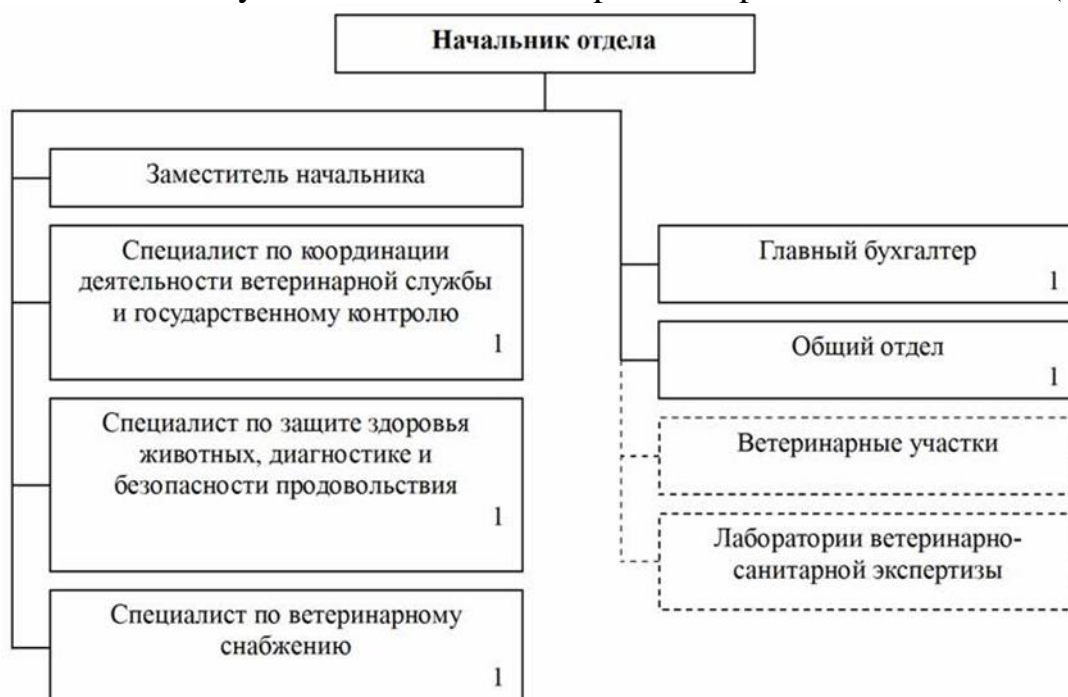 Начальник отдела
Заместитель начальника
Специалист по координации
деятельности ветеринарной службы
и государственному контролю
1
Специалист по защите здоровья
животных, диагностике и
безопасности продовольствия
1
Специалист по ветеринарному
снабжению
1
Главный бухгалтер
1
Общий отдел
1
Ветеринарные участки
Лаборатории ветеринарно-
санитарной экспертизы